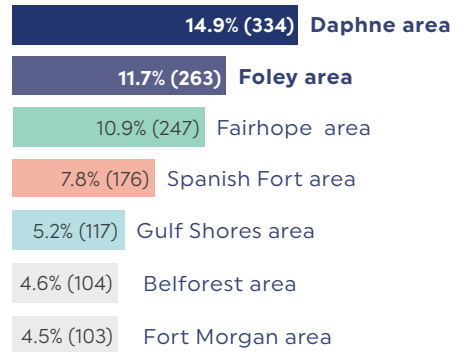 14.9% (334) Daphne area
11.7% (263) Foley area
10.9% (247) Fairhope area
7.8% (176) Spanish Fort area
5.2% (117) Gulf Shores area
4.6% (104) Belforest area
4.5% (103) Fort Morgan area